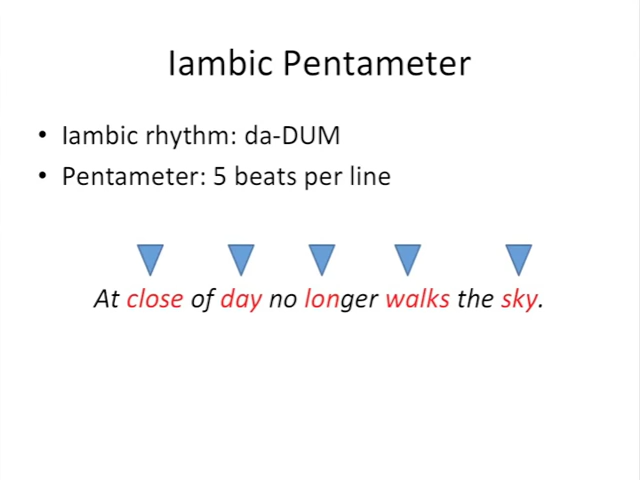 Iambic Pentameter
• Iambic rhythm: da-DUM
• Pentameter: 5 beats per line
At close of day no longer walks the sky.